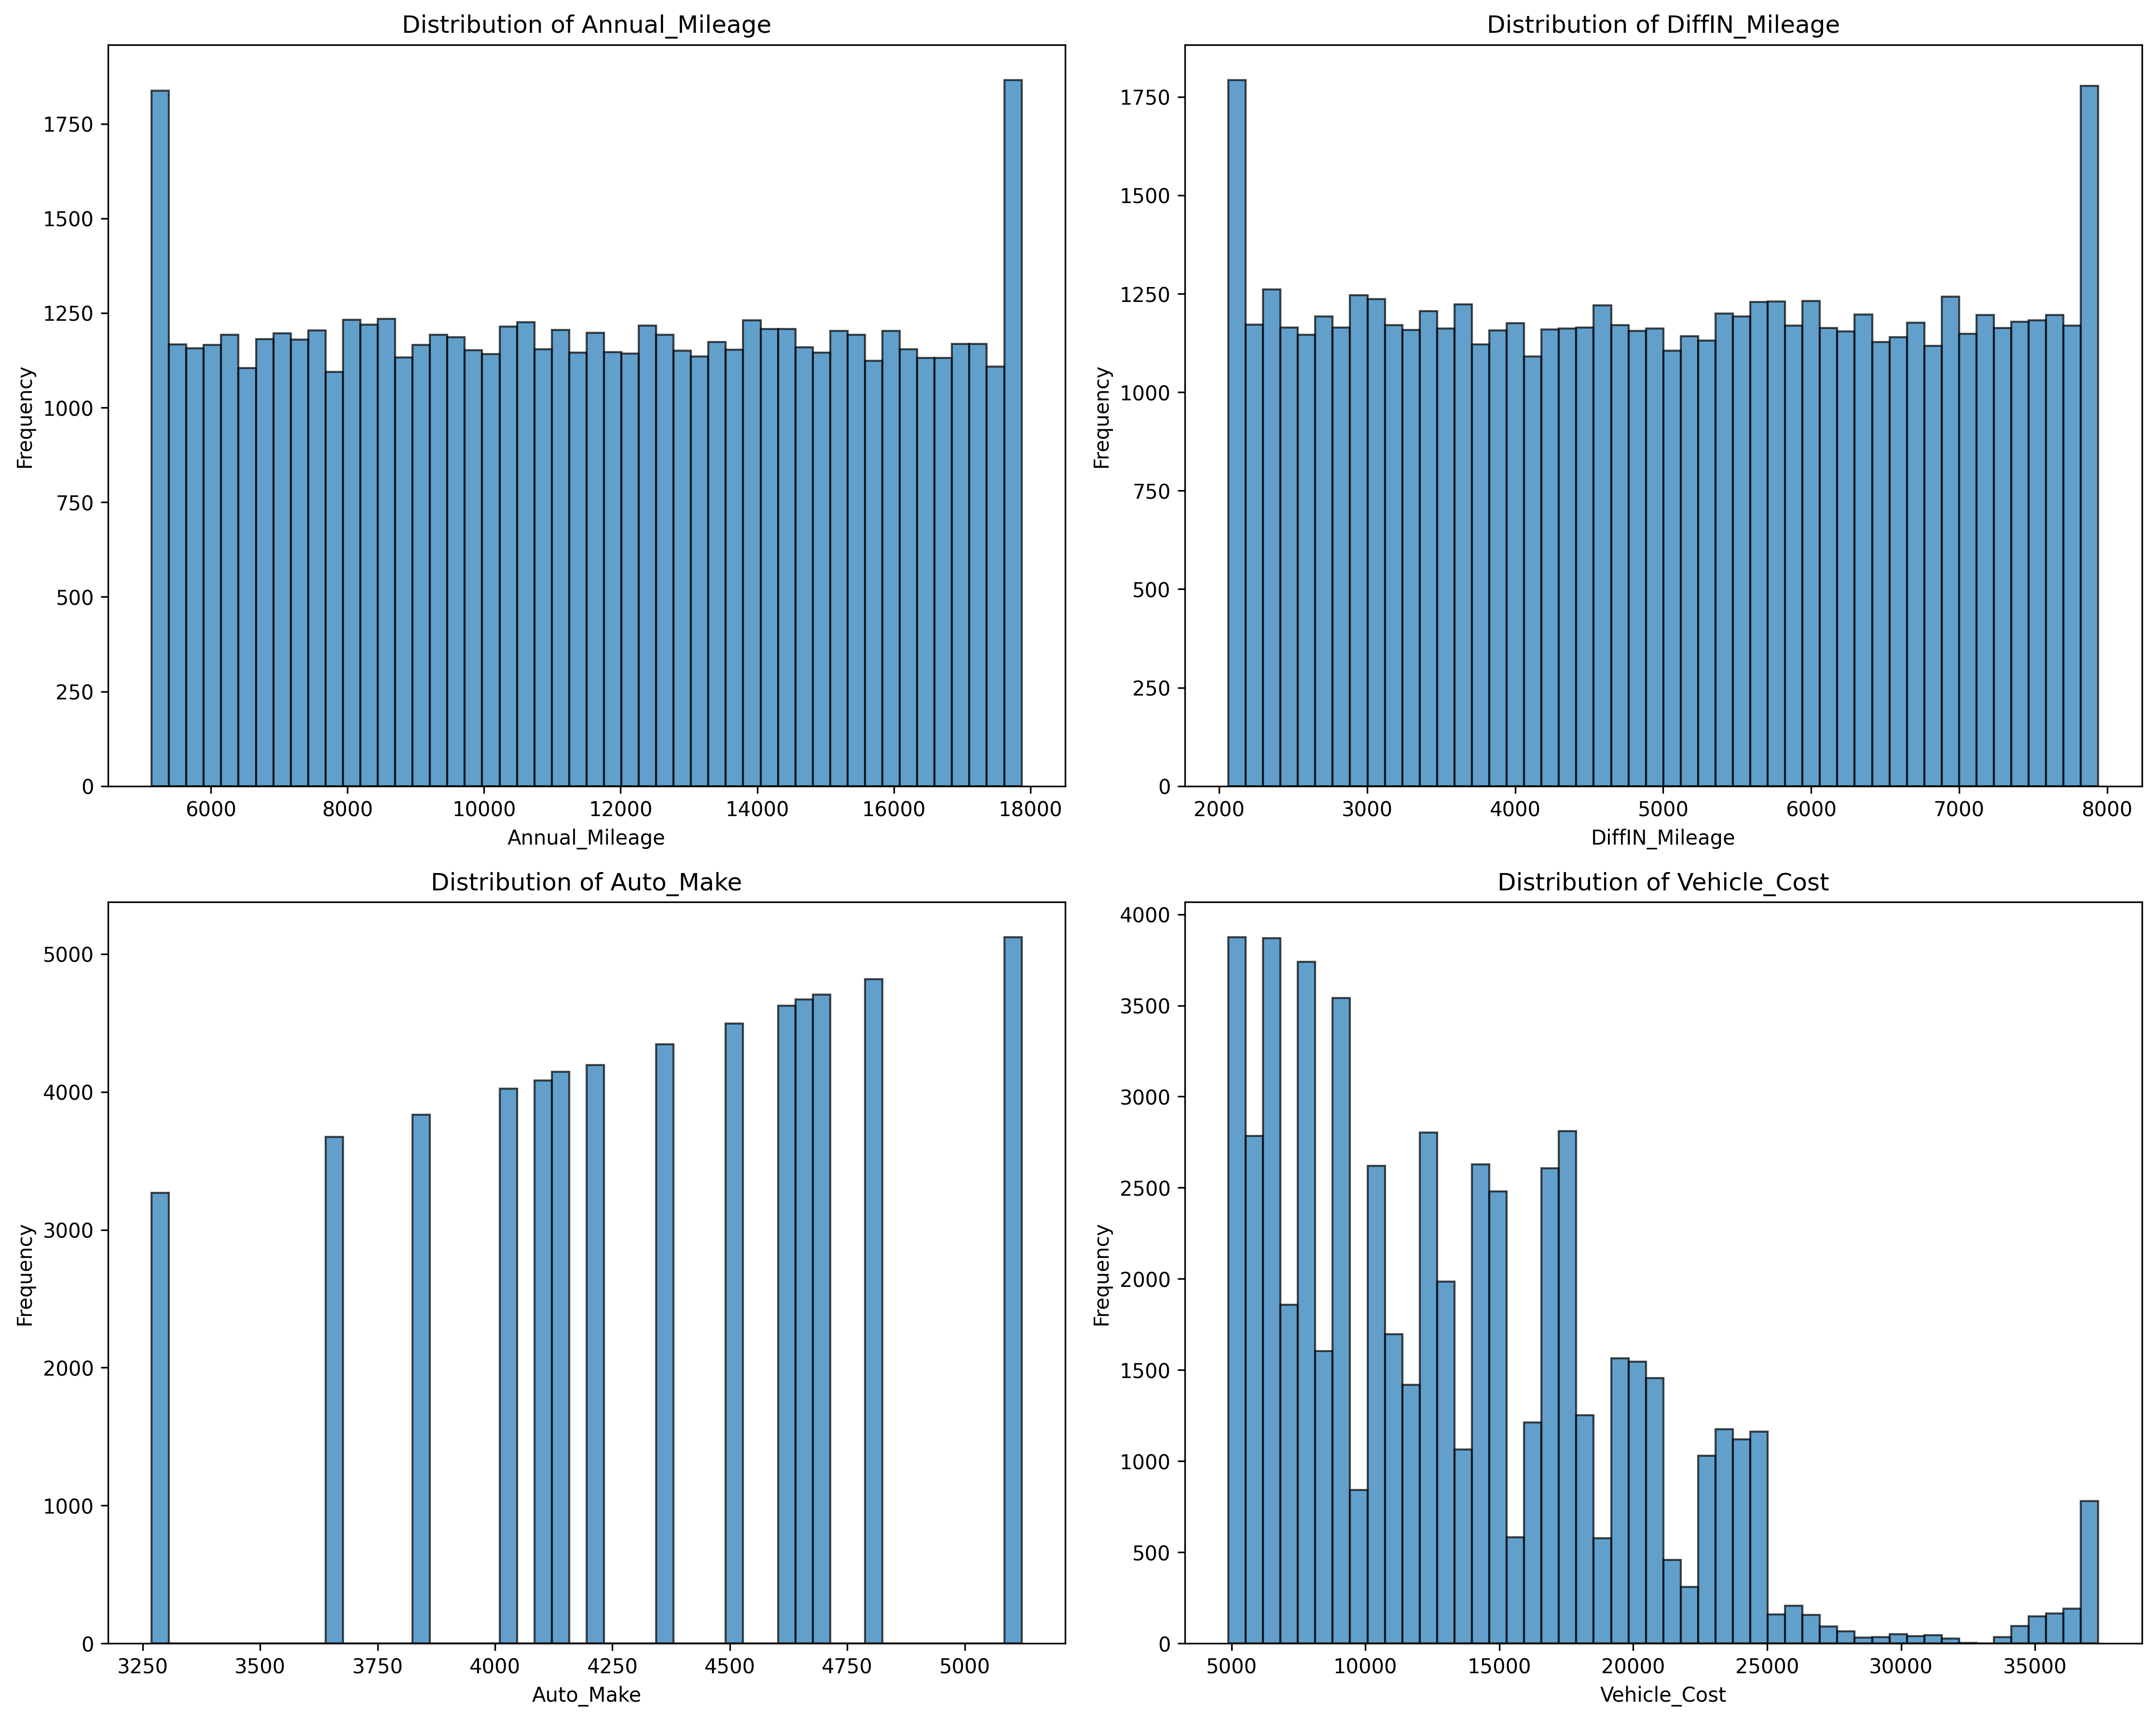 Distribution of Annual_Mileage
Frequency
1750
1500
1250
1000
750
500
250
0
6000 8000 10000 12000 14000 16000 18000
Annual_Mileage
Distribution of DiffIN_Mileage
Frequency
1750
1500
1250
1000
750
500
250
0
2000 3000 4000 5000 6000 7000 8000
DiffIN_Mileage
Distribution of Auto_Make
Frequency
5000
4000
3000
2000
1000
0
3250 3500 3750 4000 4250 4500 4750 5000
Auto_Make
Distribution of Vehicle_Cost
Frequency
4000
3500
3000
2500
2000
1500
1000
500
0
5000 10000 15000 20000 25000 30000 35000
Vehicle_Cost